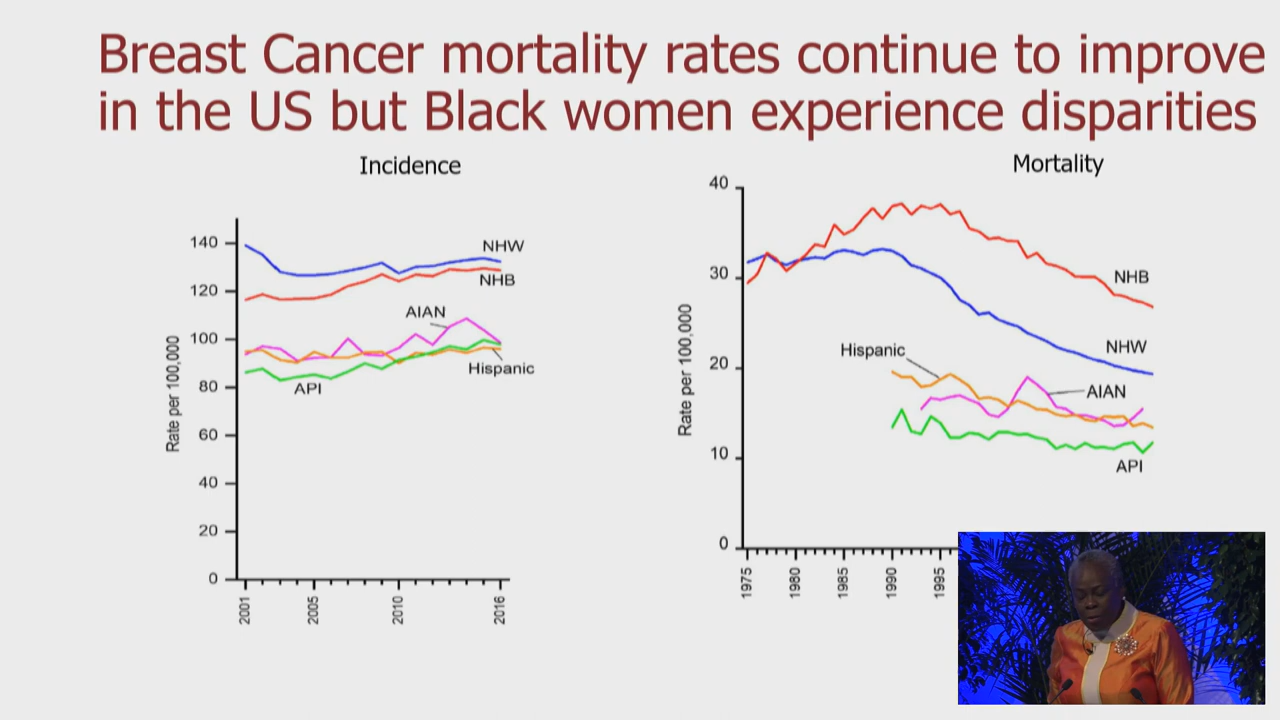 Breast Cancer mortality rates continue to improve
in the US but Black women experience disparities
Incidence
Rate per 100,000
140
120
100
80
60
40
20
0
2001
2005
2010
2016
NHW
NHB
AIAN
Hispanic
API
Mortality
Rate per 100,000
40
30
20
10
0
1975
1980
1985
1990
1995
NHB
NHW
Hispanic
AIAN
API